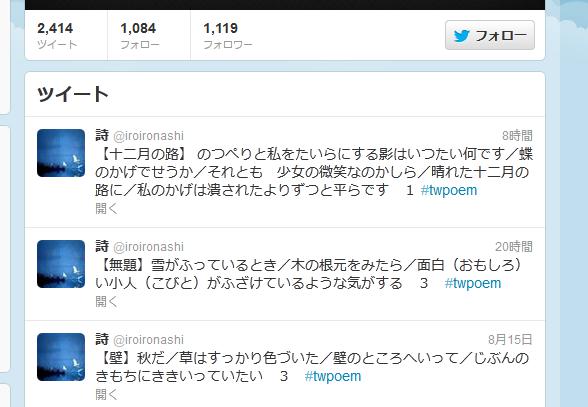 2,414 1,084 1,119
ツイート フォロー フォロワー フォロー
ツイート
詩 @iroironashi 8時間
【十二月の路】 のつぺりと私をたいらにする影はいつたい何です／蝶
のかげでせうか／それとも　少女の微笑なのかしら／晴れた十二月の
路に／私のかげは潰されたよりずつと平らです　1 #twpoem
開く
詩 @iroironashi 20時間
【無題】雪がふっているとき／木の根元をみたら／面白（おもしろ）
い小人（こびと）がふざけているような気がする　3　#twpoem
開く
詩 @iroironashi 8月15日
【壁】秋だ／草はすっかり色づいた／壁のところへいって／じぶんの
きもちにききいっていたい　3　#twpoem
開く